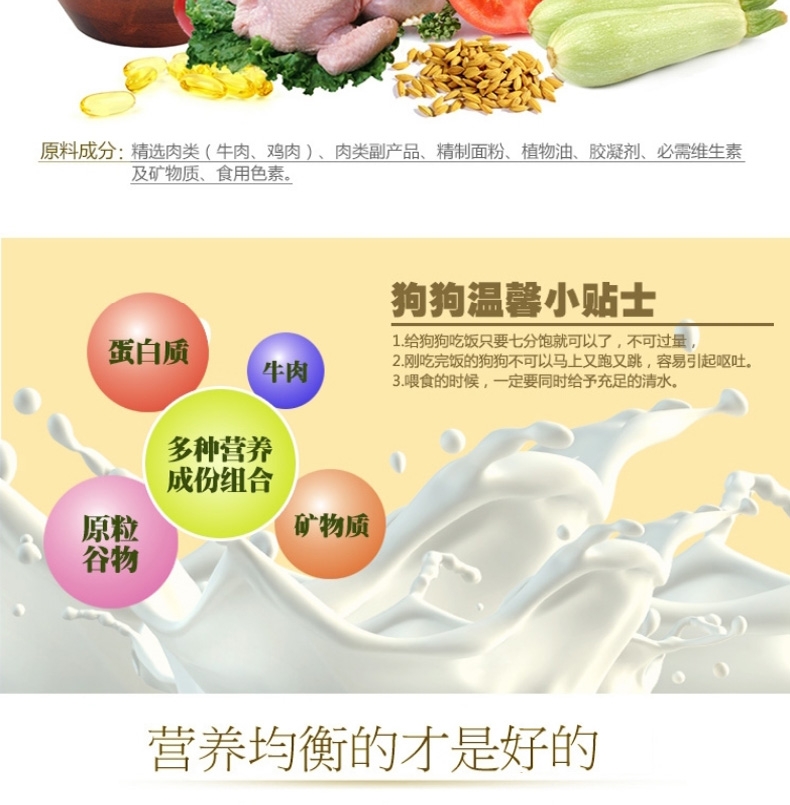 原料成分：精选肉类（牛肉、鸡肉）、肉类副产品、精制面粉、植物油、胶凝剂、必需维生素
及矿物质、食用色素。
狗狗温馨小贴士
1.给狗狗吃饭只要七分饱就可以了，不可过量，
2.刚吃完饭的狗狗不可以马上又跑又跳，容易引起呕吐。
3.喂食的时候，一定要同时给予充足的清水。
蛋白质
牛肉
多种营养
成份组合
原粒
谷物
矿物质
营养均衡的才是好的